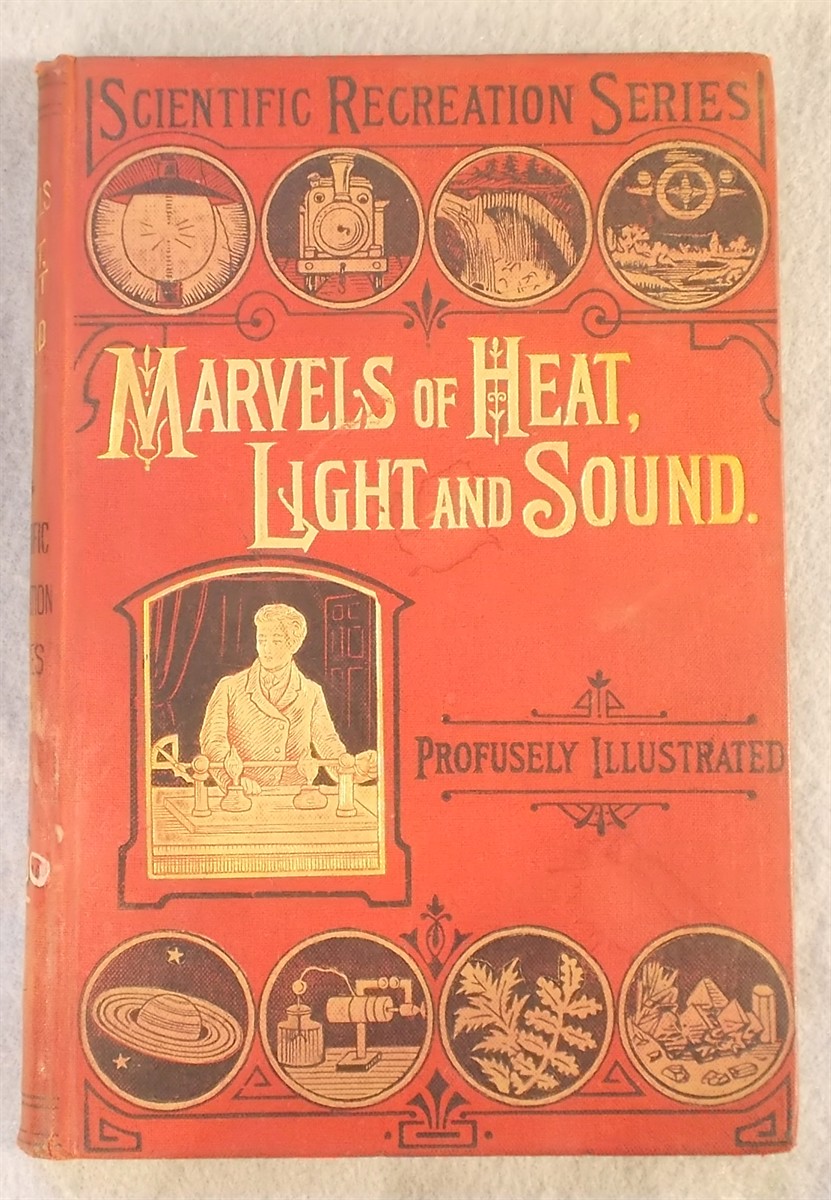 SCIENTIFIC RECREATION SERIES
MARVELS OF HEAT,
LIGHT AND SOUND.
PROFUSELY ILLUSTRATED